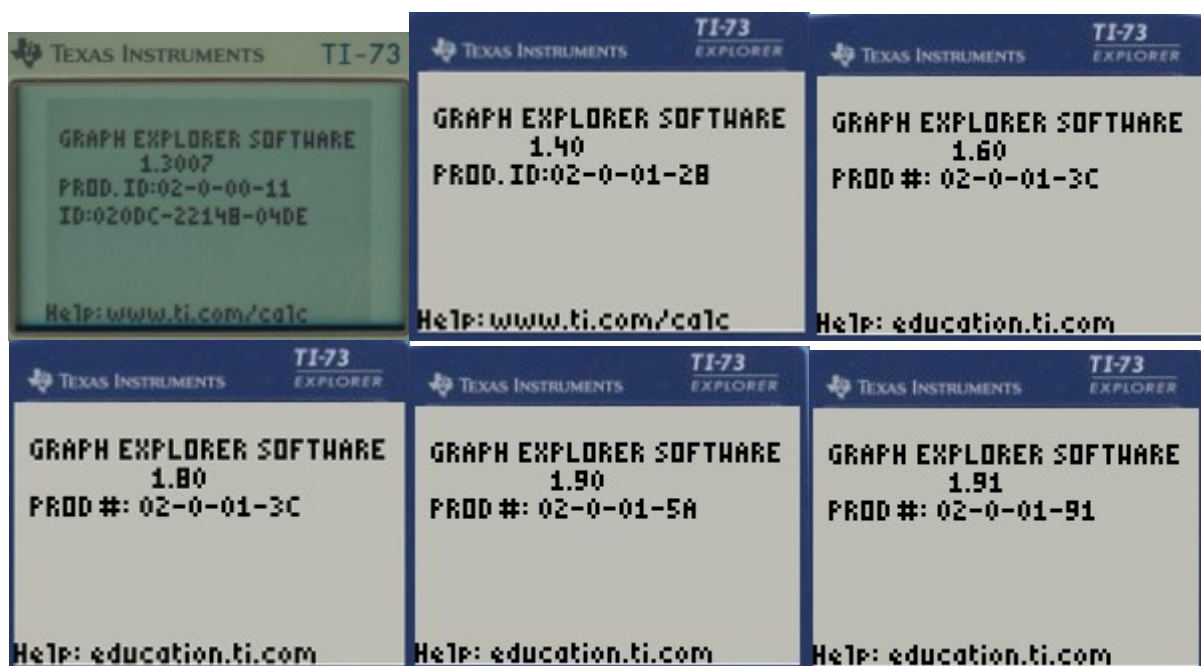 TEXAS INSTRUMENTS TI-73
GRAPH EXPLORER SOFTWARE
1.3007
PROD. ID:02-0-00-11
ID:020DC-2214B-04DE
Help: www.ti.com/calc
TEXAS INSTRUMENTS TI-73 EXPLORER
GRAPH EXPLORER SOFTWARE
1.40
PROD. ID:02-0-01-2B
Help: www.ti.com/calc
TEXAS INSTRUMENTS TI-73 EXPLORER
GRAPH EXPLORER SOFTWARE
1.60
PROD #: 02-0-01-3C
Help: education.ti.com
TEXAS INSTRUMENTS TI-73 EXPLORER
GRAPH EXPLORER SOFTWARE
1.80
PROD #: 02-0-01-3C
Help: education.ti.com
TEXAS INSTRUMENTS TI-73 EXPLORER
GRAPH EXPLORER SOFTWARE
1.90
PROD #: 02-0-01-5A
Help: education.ti.com
TEXAS INSTRUMENTS TI-73 EXPLORER
GRAPH EXPLORER SOFTWARE
1.91
PROD #: 02-0-01-91
Help: education.ti.com